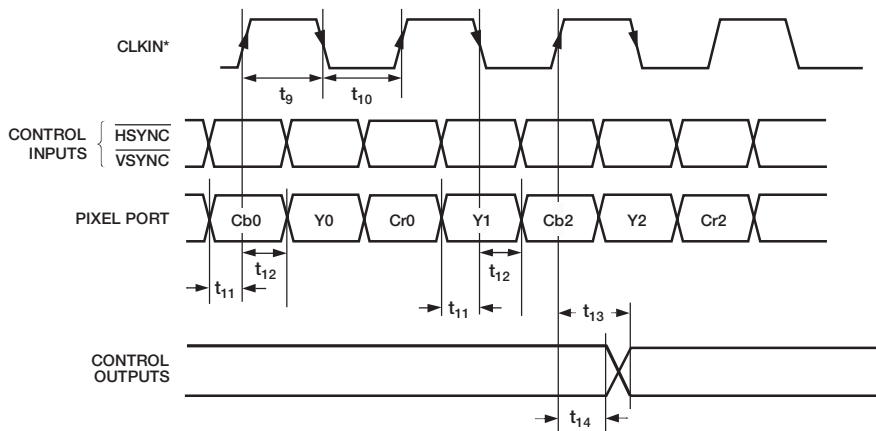 CLKIN*
t9
t10
CONTROL INPUTS
HSYNC
VSYNC
PIXEL PORT
Cb0
Y0
Cr0
Y1
Cb2
Y2
Cr2
t12
t12
t11
t11
t13
CONTROL OUTPUTS
t14